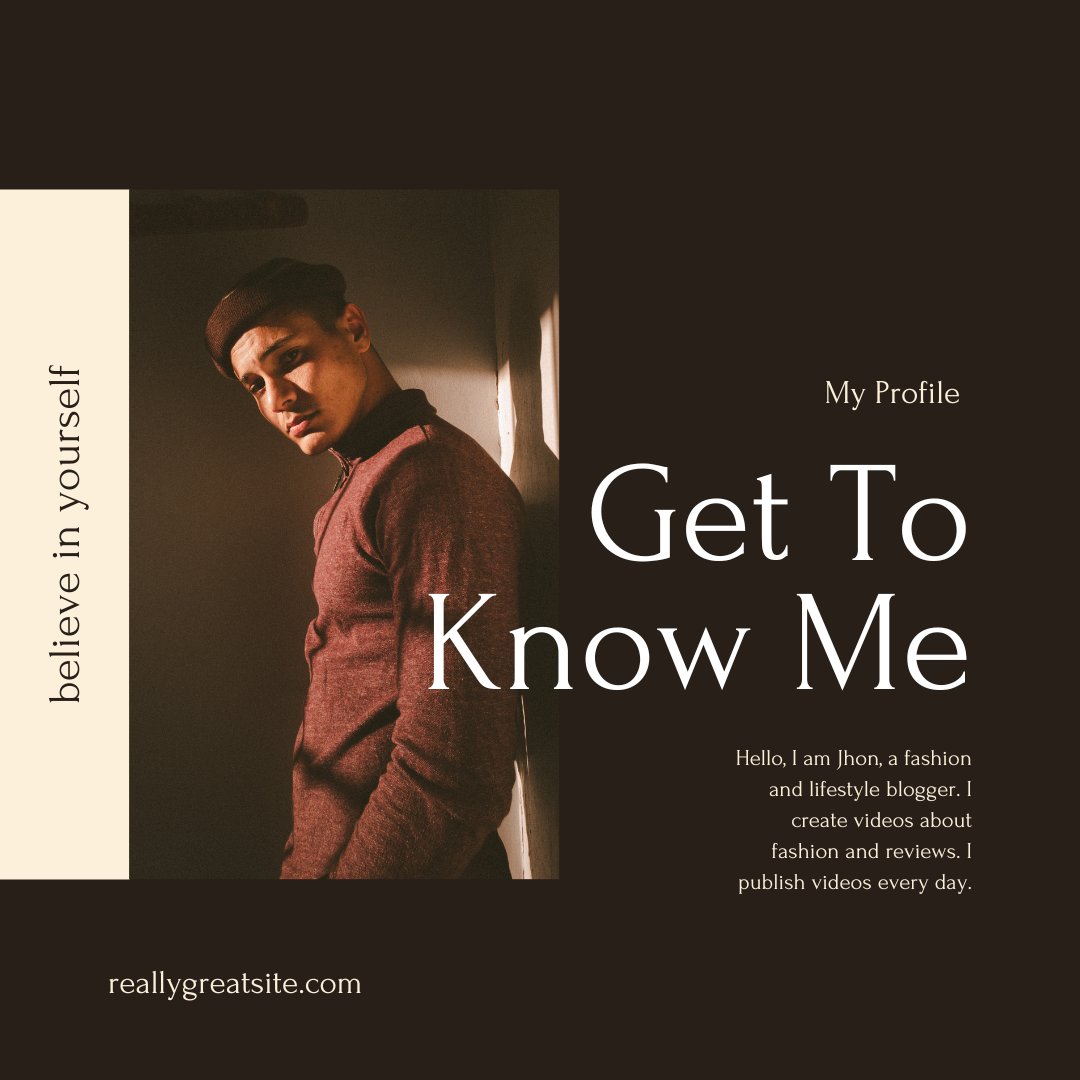 believe in yourself
My Profile
Get To
Know Me
Hello, I am Jhon, a fashion
and lifestyle blogger. I
create videos about
fashion and reviews. I
publish videos every day.
reallygreatsite.com